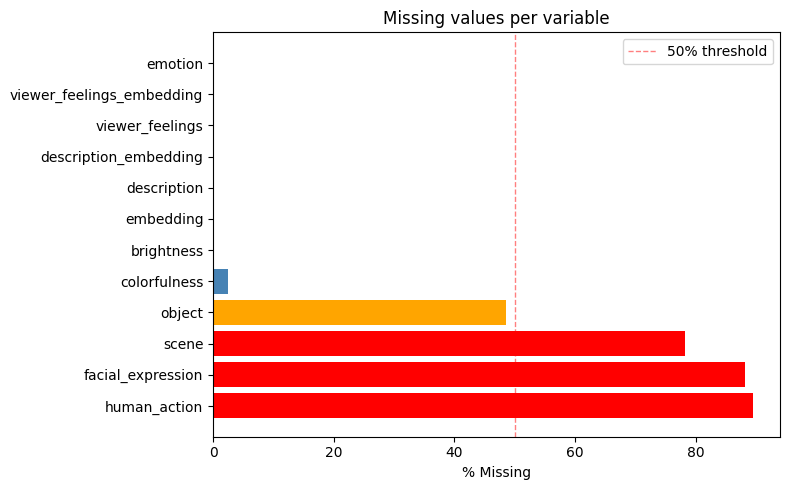 Missing values per variable
50% threshold
emotion
viewer_feelings_embedding
viewer_feelings
description_embedding
description
embedding
brightness
colorfulness
object
scene
facial_expression
human_action
0 20 40 60 80
% Missing